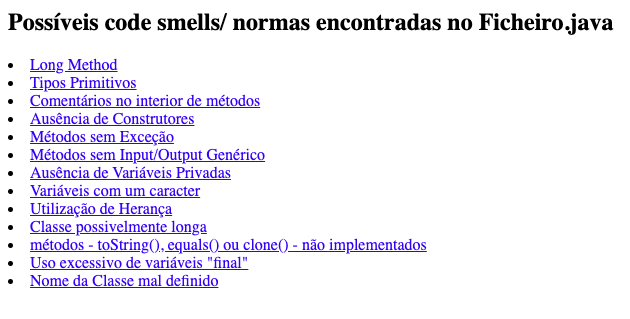 Possíveis code smells/ normas encontradas no Ficheiro.java
Long Method
Tipos Primitivos
Comentários no interior de métodos
Ausência de Construtores
Métodos sem Exceção
Métodos sem Input/Output Genérico
Ausência de Variáveis Privadas
Variáveis com um caracter
Utilização de Herança
Classe possivelmente longa
métodos - toString(), equals() ou clone() - não implementados
Uso excessivo de variáveis "final"
Nome da Classe mal definido